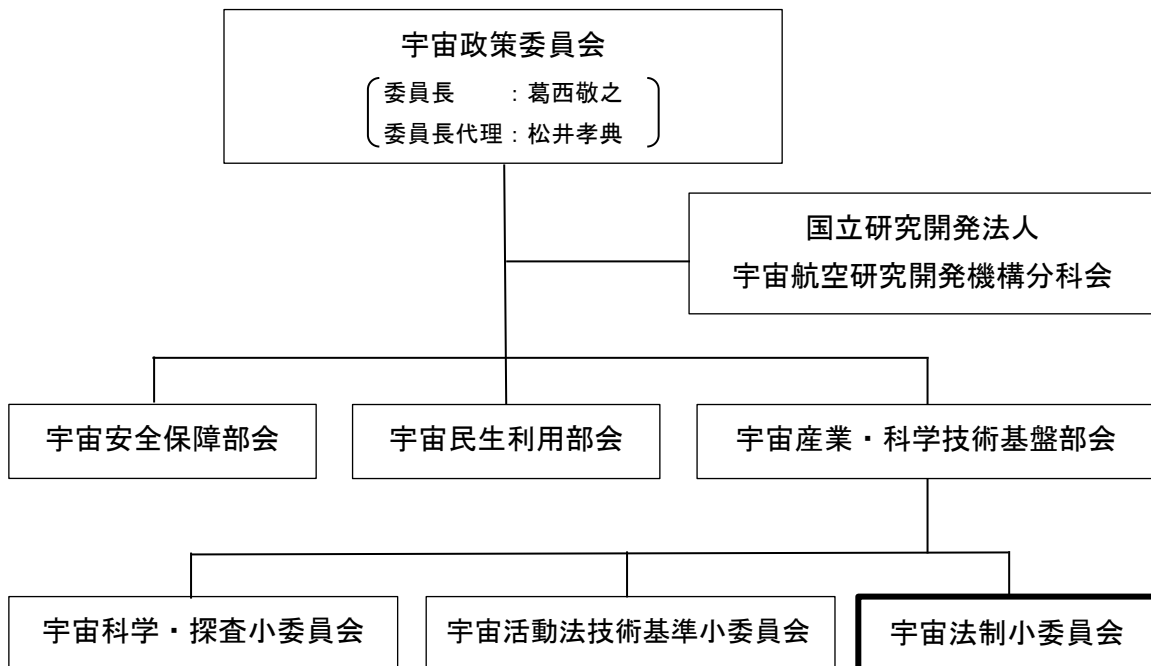 宇宙政策委員会
委員長　　：葛西敬之
委員長代理：松井孝典
国立研究開発法人
宇宙航空研究開発機構分科会
宇宙安全保障部会
宇宙民生利用部会
宇宙産業・科学技術基盤部会
宇宙科学・探査小委員会
宇宙活動法技術基準小委員会
宇宙法制小委員会